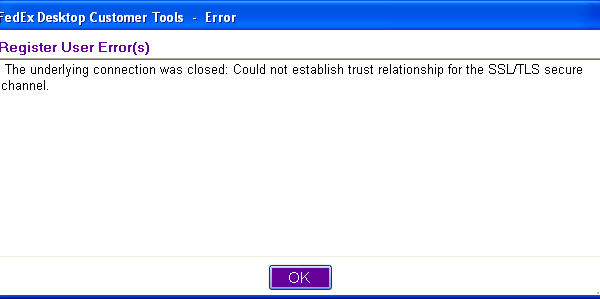 FedEx Desktop Customer Tools - Error
Register User Error(s)
The underlying connection was closed: Could not establish trust relationship for the SSL/TLS secure
channel.
OK